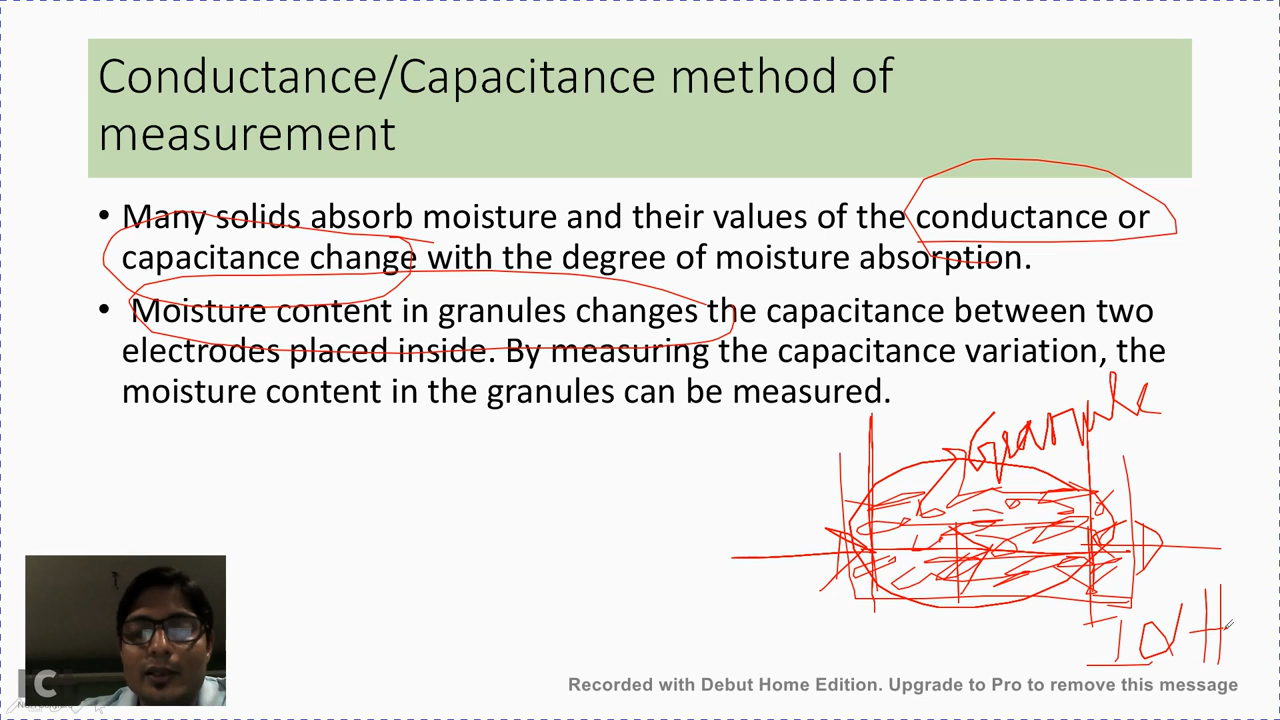 Conductance/Capacitance method of
measurement
• Many solids absorb moisture and their values of the conductance or
capacitance change with the degree of moisture absorption.
• Moisture content in granules changes the capacitance between two
electrodes placed inside. By measuring the capacitance variation, the
moisture content in the granules can be measured.
Granule
I α H
Recorded with Debut Home Edition. Upgrade to Pro to remove this message